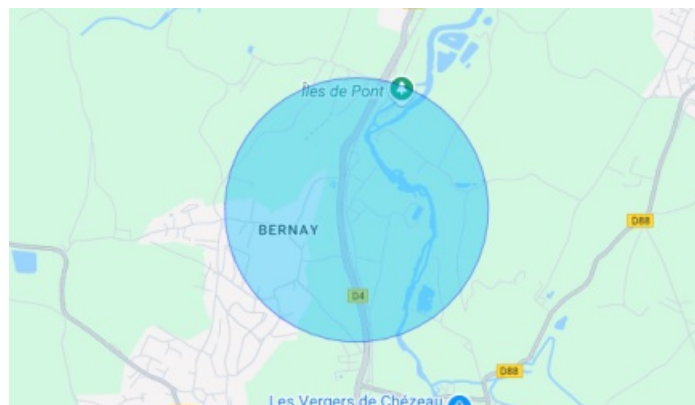 Îles de Pont
BERNAY
D88
D4
D88
Les Vergers de Chézeau